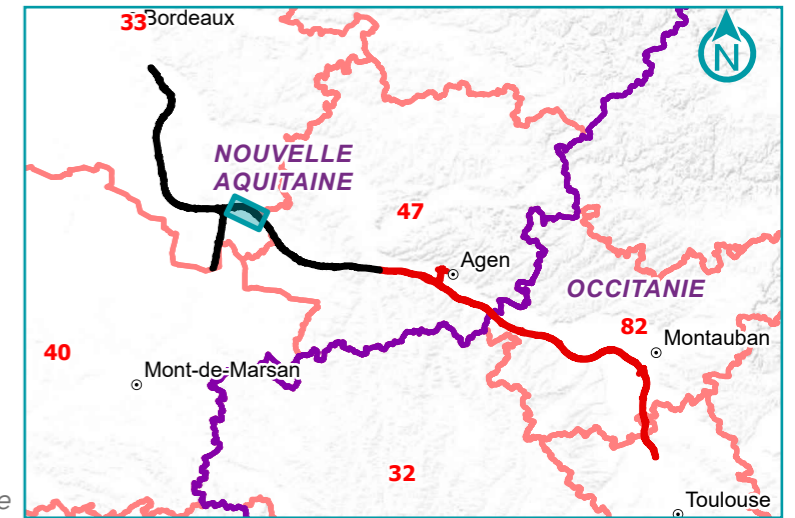 33
Bordeaux
N
NOUVELLE
AQUITAINE
47
Agen
OCCITANIE
82
Montauban
40
Mont-de-Marsan
32
Toulouse
e